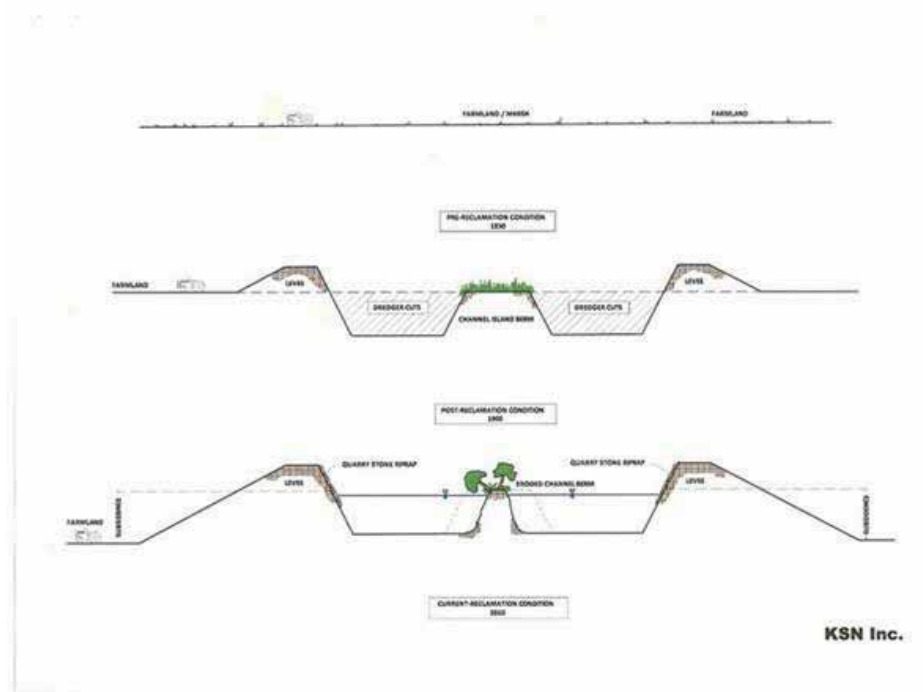 FARMLAND / MARSH
FARMLAND
PRE-RECLAMATION CONDITION
FARMLAND
LEVEE
LEVEE
DREDGER CUTS
DREDGER CUTS
CHANNEL ISLAND BERM
POST-RECLAMATION CONDITION
1900
QUARRY STONE RIPRAP
QUARRY STONE RIPRAP
LEVEE
ERODED CHANNEL BERM
LEVEE
SUBSIDENCE
SUBSIDENCE
FARMLAND
CURRENT-RECLAMATION CONDITION
KSN Inc.